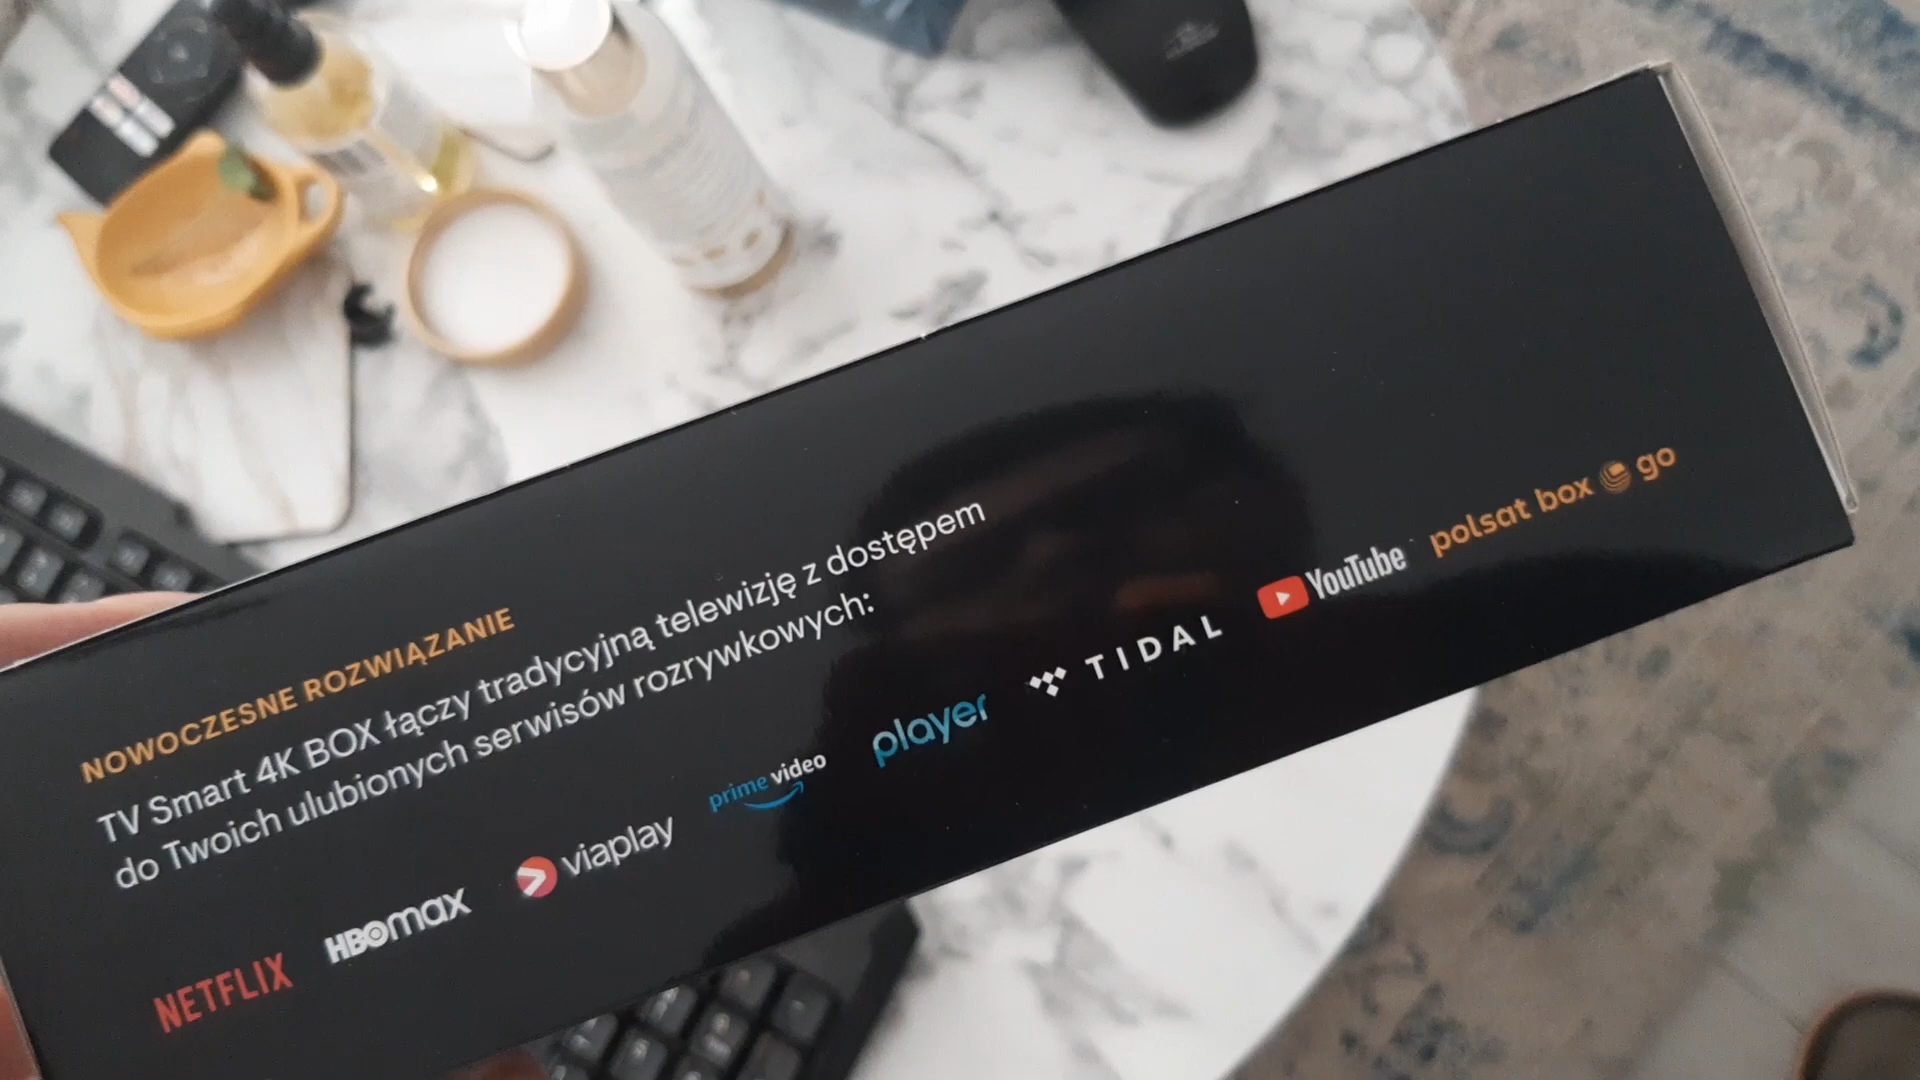 NOWOCZESNE ROZWIĄZANIE
TV Smart 4K BOX łączy tradycyjną telewizję z dostępem
do Twoich ulubionych serwisów rozrywkowych:
NETFLIX HBOmax viaplay prime video player TIDAL YouTube polsat box go